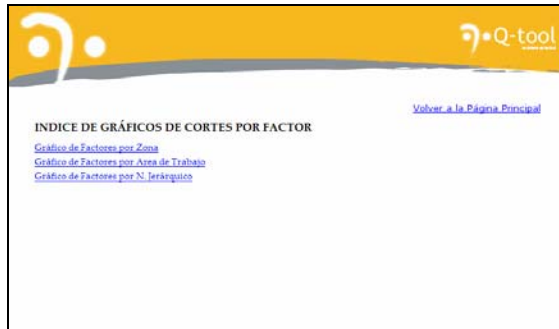 Q-tool
Volver a la Página Principal
INDICE DE GRÁFICOS DE CORTES POR FACTOR
Gráfico de Factores por Zona
Gráfico de Factores por Area de Trabajo
Gráfico de Factores por N. Jerárquico